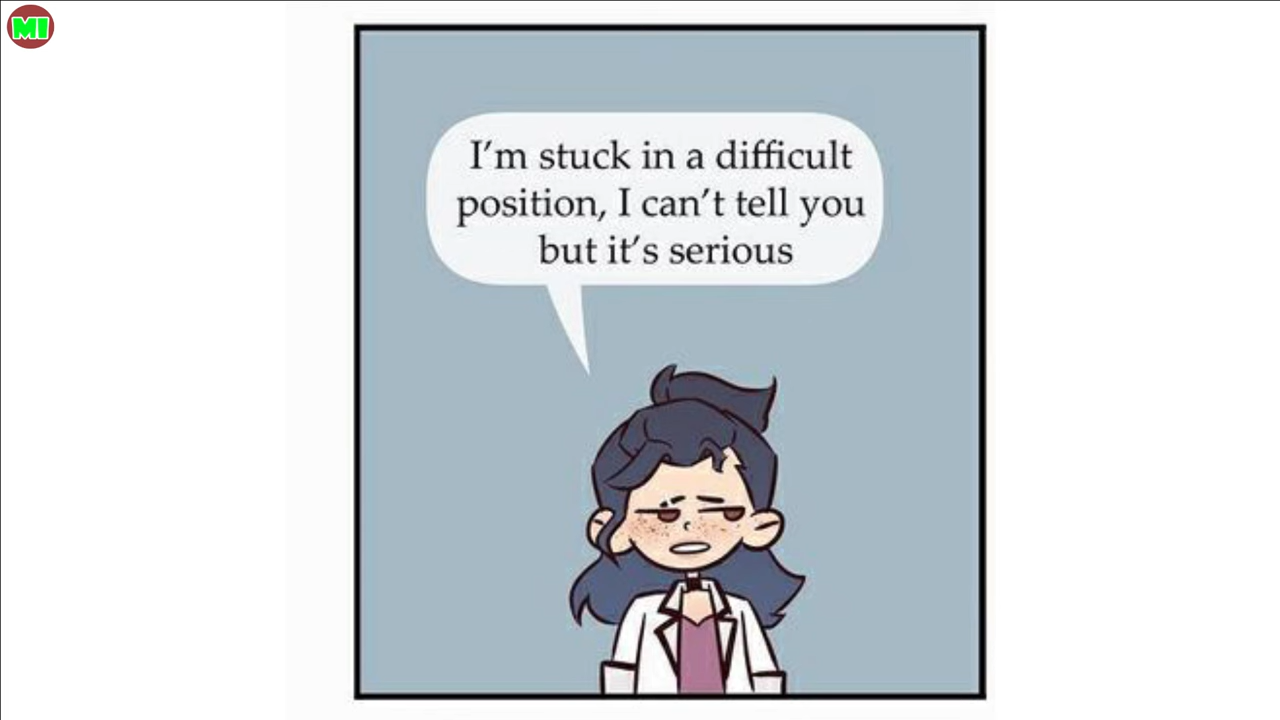 MI
I’m stuck in a difficult
position, I can’t tell you
but it’s serious